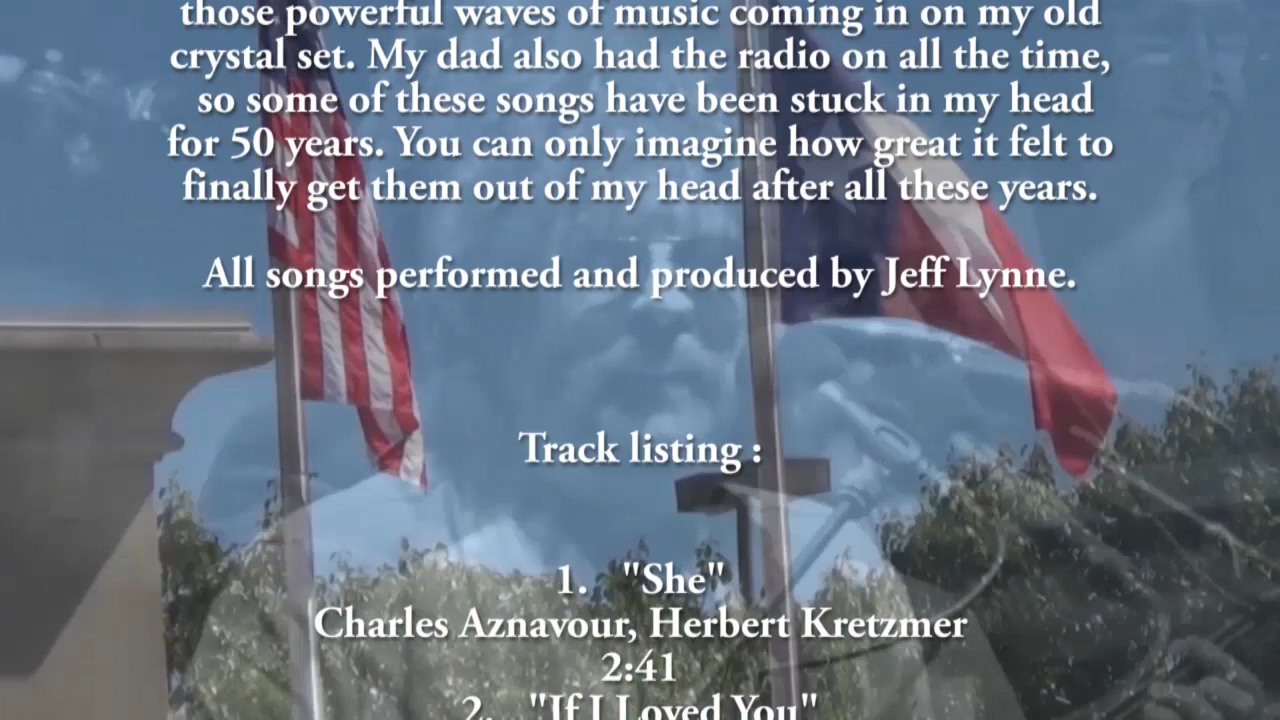 those powerful waves of music coming in on my old
crystal set. My dad also had the radio on all the time,
so some of these songs have been stuck in my head
for 50 years. You can only imagine how great it felt to
finally get them out of my head after all these years.
All songs performed and produced by Jeff Lynne.
Track listing :
1. "She"
Charles Aznavour, Herbert Kretzmer
2:41
2. "If I Loved You"